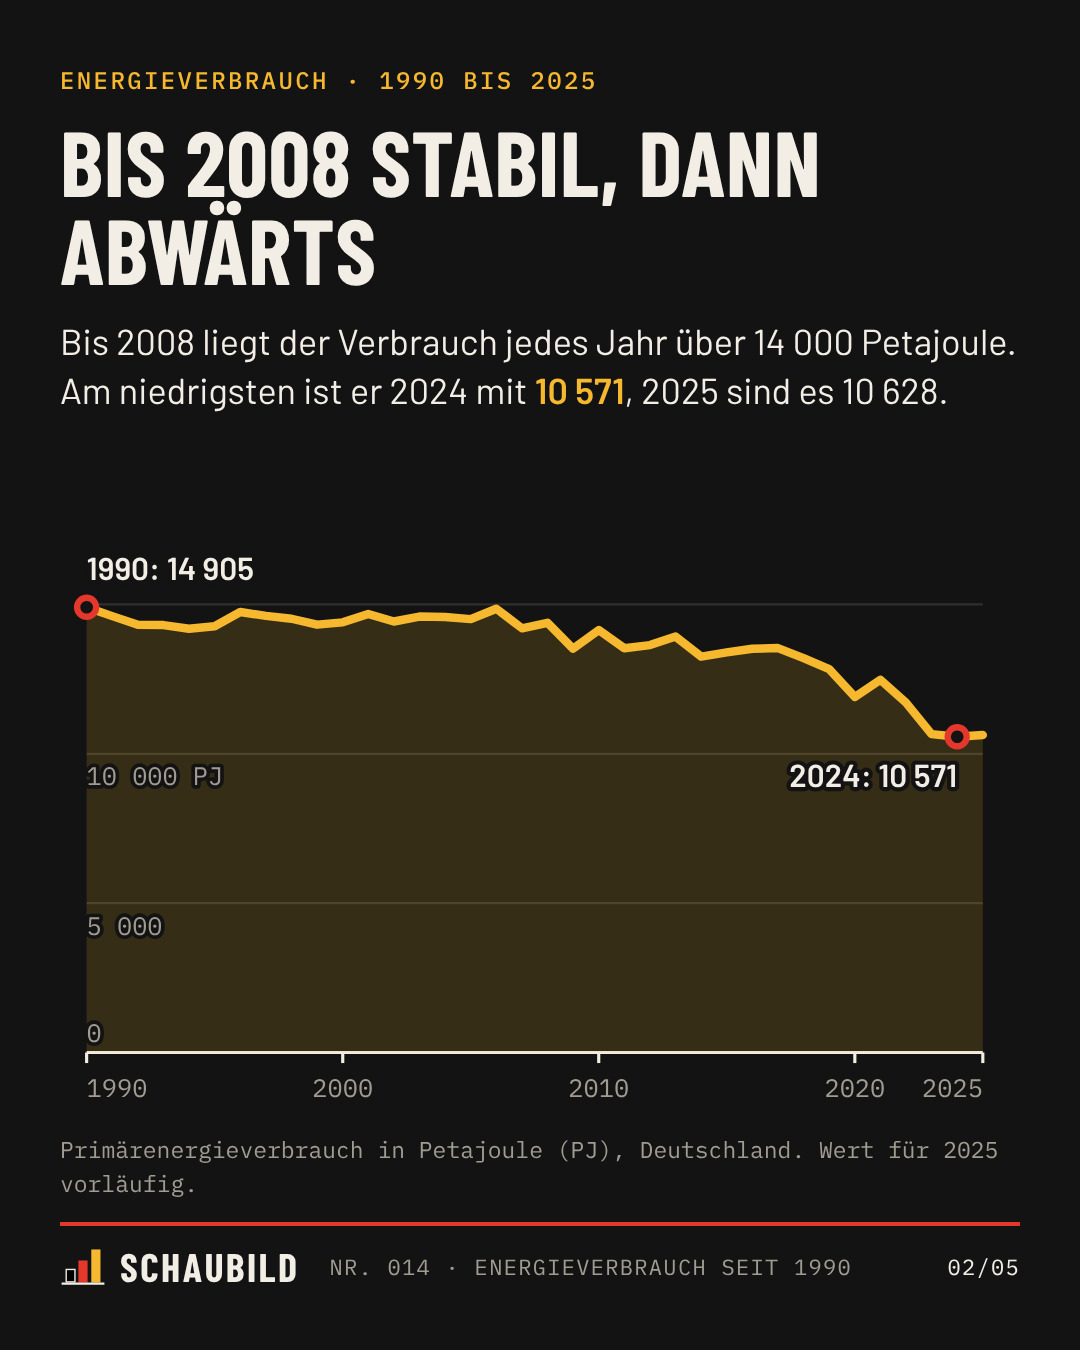 ENERGIEVERBRAUCH · 1990 BIS 2025
BIS 2008 STABIL, DANN
ABWÄRTS
Bis 2008 liegt der Verbrauch jedes Jahr über 14 000 Petajoule.
Am niedrigsten ist er 2024 mit 10 571, 2025 sind es 10 628.
1990: 14 905
10 000 PJ
2024: 10 571
5 000
0
1990 2000 2010 2020 2025
Primärenergieverbrauch in Petajoule (PJ), Deutschland. Wert für 2025
vorläufig.
SCHAUBILD NR. 014 · ENERGIEVERBRAUCH SEIT 1990 02/05